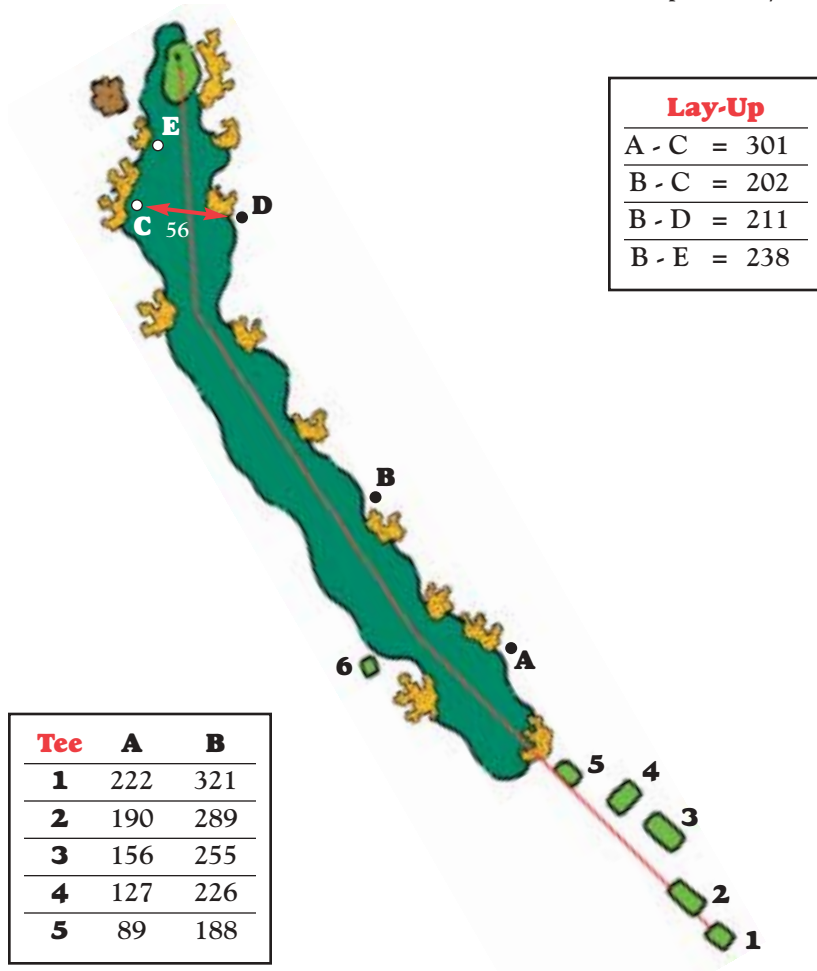 Lay-Up
A - C = 301
B - C = 202
B - D = 211
B - E = 238
E
D
C
56
B
A
6
5
4
3
2
1
Tee A B
1 222 321
2 190 289
3 156 255
4 127 226
5 89 188